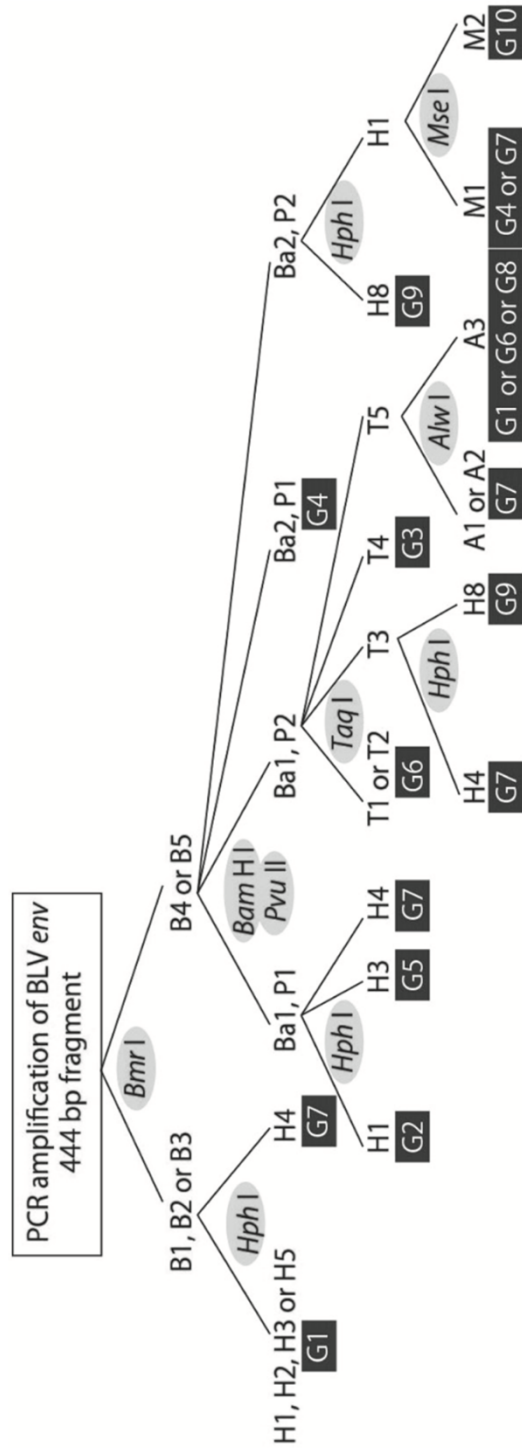 PCR amplification of BLV env
444 bp fragment
Bmr I
B1, B2 or B3
B4 or B5
Hph I
Bam H I
Pvu II
H1, H2, H3 or H5
G1
H4
G7
Ba1, P1
Ba1, P2
Ba2, P1
G4
Ba2, P2
Hph I
Taq I
Hph I
H1
G2
H3
G5
H4
G7
T1 or T2
G6
T3
T4
G3
T5
H8
G9
H1
Hph I
Alw I
Mse I
H4
G7
H8
G9
A1 or A2
G7
A3
G1 or G6 or G8
M1
G4 or G7
M2
G10